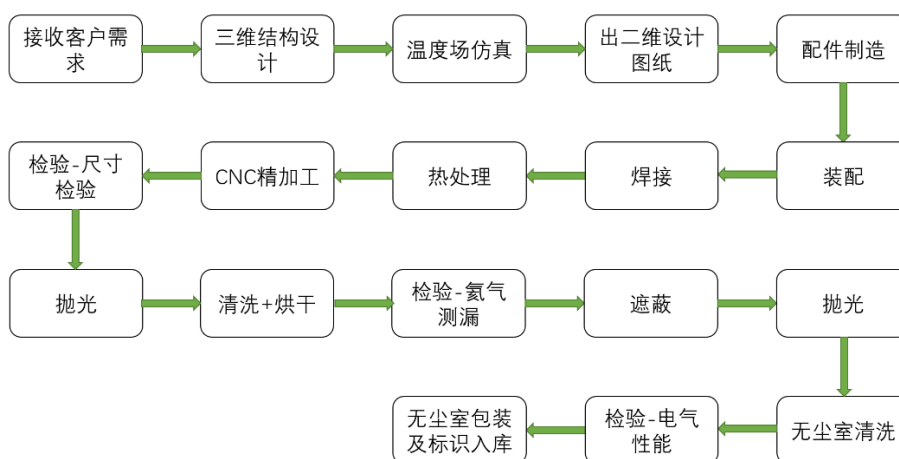 接收客户需
求
三维结构设
计
温度场仿真
出二维设计
图纸
配件制造
装配
焊接
热处理
CNC精加工
检验-尺寸
检验
抛光
清洗+烘干
检验-氦气
测漏
遮蔽
抛光
无尘室清洗
检验-电气
性能
无尘室包装
及标识入库